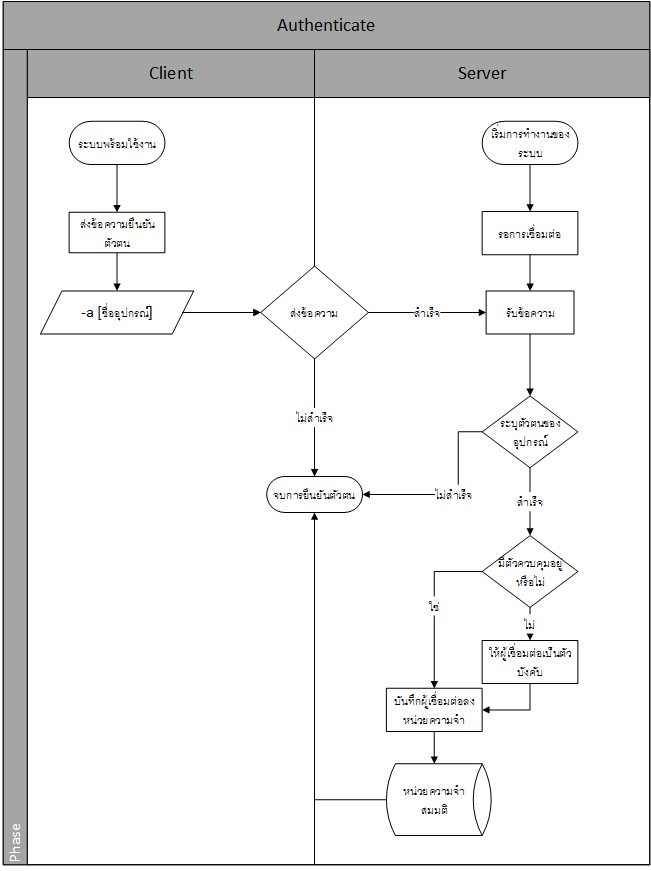 Authenticate
Client
Server
ระบบพร้อมใช้งาน
เริ่มการทำงานของ
ระบบ
ส่งข้อความยืนยัน
ตัวตน
รอการเชื่อมต่อ
-a [ชื่ออุปกรณ์]
ส่งข้อความ
สำเร็จ
รับข้อความ
ไม่สำเร็จ
ระบุตัวตนของ
อุปกรณ์
จบการยืนยันตัวตน
ไม่สำเร็จ
สำเร็จ
มีตัวควบคุมอยู่
หรือไม่
ใช่
ไม่
ให้ผู้เชื่อมต่อเป็นตัว
บังคับ
บันทึกผู้เชื่อมต่อลง
หน่วยความจำ
หน่วยความจำ
สมมติ
Phase